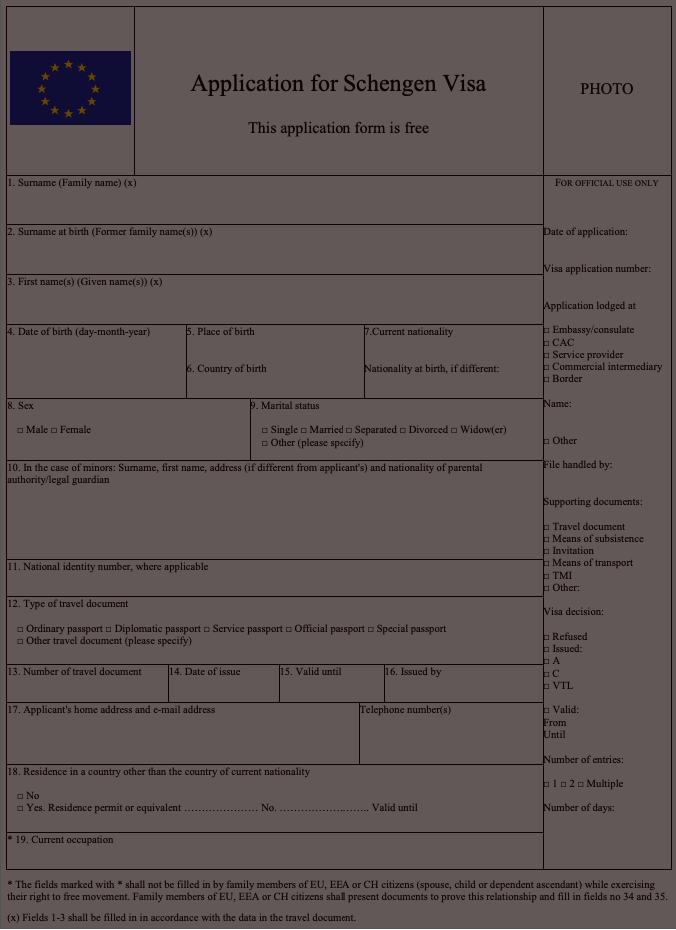 Application for Schengen Visa
This application form is free
PHOTO
1. Surname (Family name) (x)
2. Surname at birth (Former family name(s)) (x)
3. First name(s) (Given name(s)) (x)
4. Date of birth (day-month-year)
5. Place of birth
6. Country of birth
7.Current nationality
Nationality at birth, if different:
8. Sex
□ Male □ Female
9. Marital status
□ Single □ Married □ Separated □ Divorced □ Widow(er)
□ Other (please specify)
10. In the case of minors: Surname, first name, address (if different from applicant's) and nationality of parental
authority/legal guardian
11. National identity number, where applicable
12. Type of travel document
□ Ordinary passport □ Diplomatic passport □ Service passport □ Official passport □ Special passport
□ Other travel document (please specify)
13. Number of travel document
14. Date of issue
15. Valid until
16. Issued by
17. Applicant's home address and e-mail address
Telephone number(s)
18. Residence in a country other than the country of current nationality
□ No
□ Yes. Residence permit or equivalent ………………… No. …………………….. Valid until
* 19. Current occupation
FOR OFFICIAL USE ONLY
Date of application:
Visa application number:
Application lodged at
□ Embassy/consulate
□ CAC
□ Service provider
□ Commercial intermediary
□ Border
Name:
□ Other
File handled by:
Supporting documents:
□ Travel document
□ Means of subsistence
□ Invitation
□ Means of transport
□ TMI
□ Other:
Visa decision:
□ Refused
□ Issued:
□ A
□ C
□ VTL
□ Valid:
From
Until
Number of entries:
□ 1 □ 2 □ Multiple
Number of days:
* The fields marked with * shall not be filled in by family members of EU, EEA or CH citizens (spouse, child or dependent ascendant) while exercising
their right to free movement. Family members of EU, EEA or CH citizens shall present documents to prove this relationship and fill in fields no 34 and 35.
(x) Fields 1-3 shall be filled in in accordance with the data in the travel document.